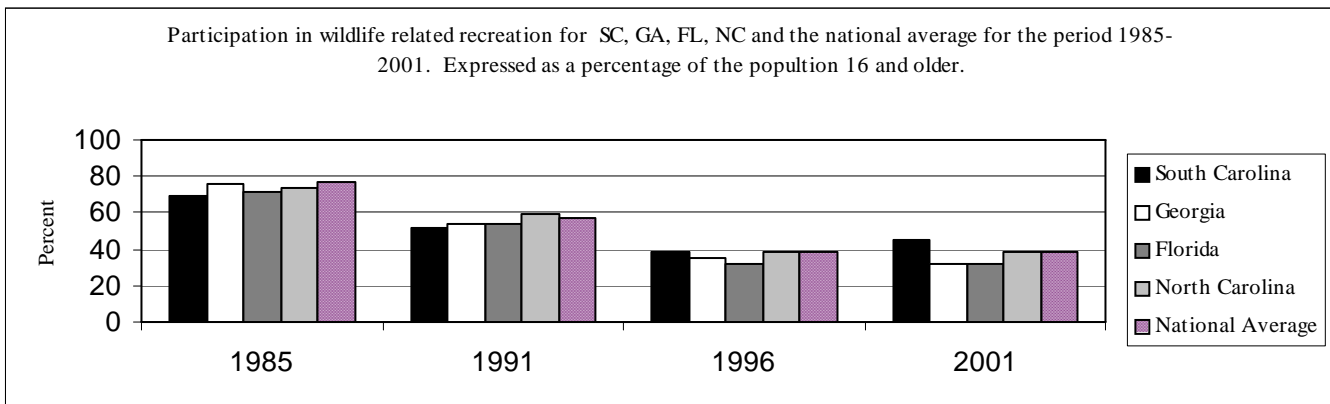 Participation in wildlife related recreation for SC, GA, FL, NC and the national average for the period 1985-
2001. Expressed as a percentage of the popultion 16 and older.
100
80
60
40
20
0
Percent
1985
1991
1996
2001
South Carolina
Georgia
Florida
North Carolina
National Average